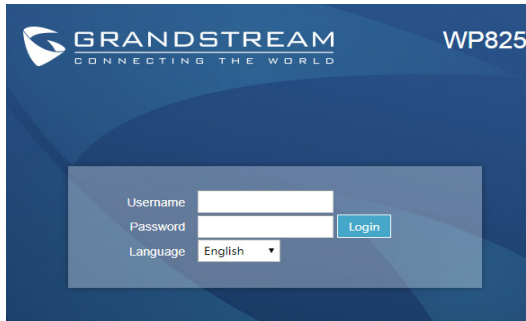 GRANDSTREAM
CONNECTING THE WORLD
WP825
Username
Password
Login
Language
English